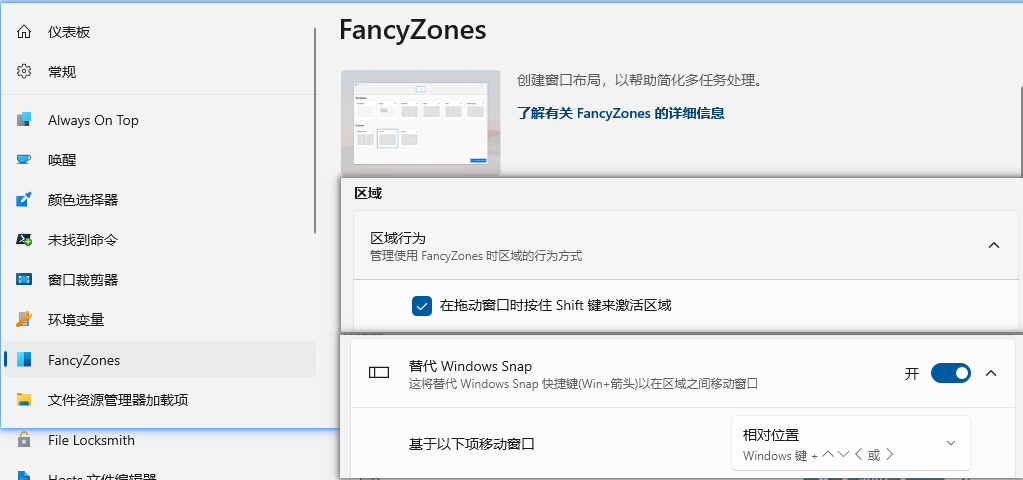 仪表板
常规
Always On Top
唤醒
颜色选择器
未找到命令
窗口裁剪器
环境变量
FancyZones
文件资源管理器加载项
File Locksmith
Hosts 文件编辑器
FancyZones
创建窗口布局，以帮助简化多任务处理。
了解有关 FancyZones 的详细信息
区域
区域行为
管理使用 FancyZones 时区域的行为方式
在拖动窗口时按住 Shift 键来激活区域
替代 Windows Snap
这将替代 Windows Snap 快捷键(Win+箭头)以在区域之间移动窗口
开
基于以下项移动窗口
相对位置
Windows 键 + ︿ ﹀ 〈 或 〉